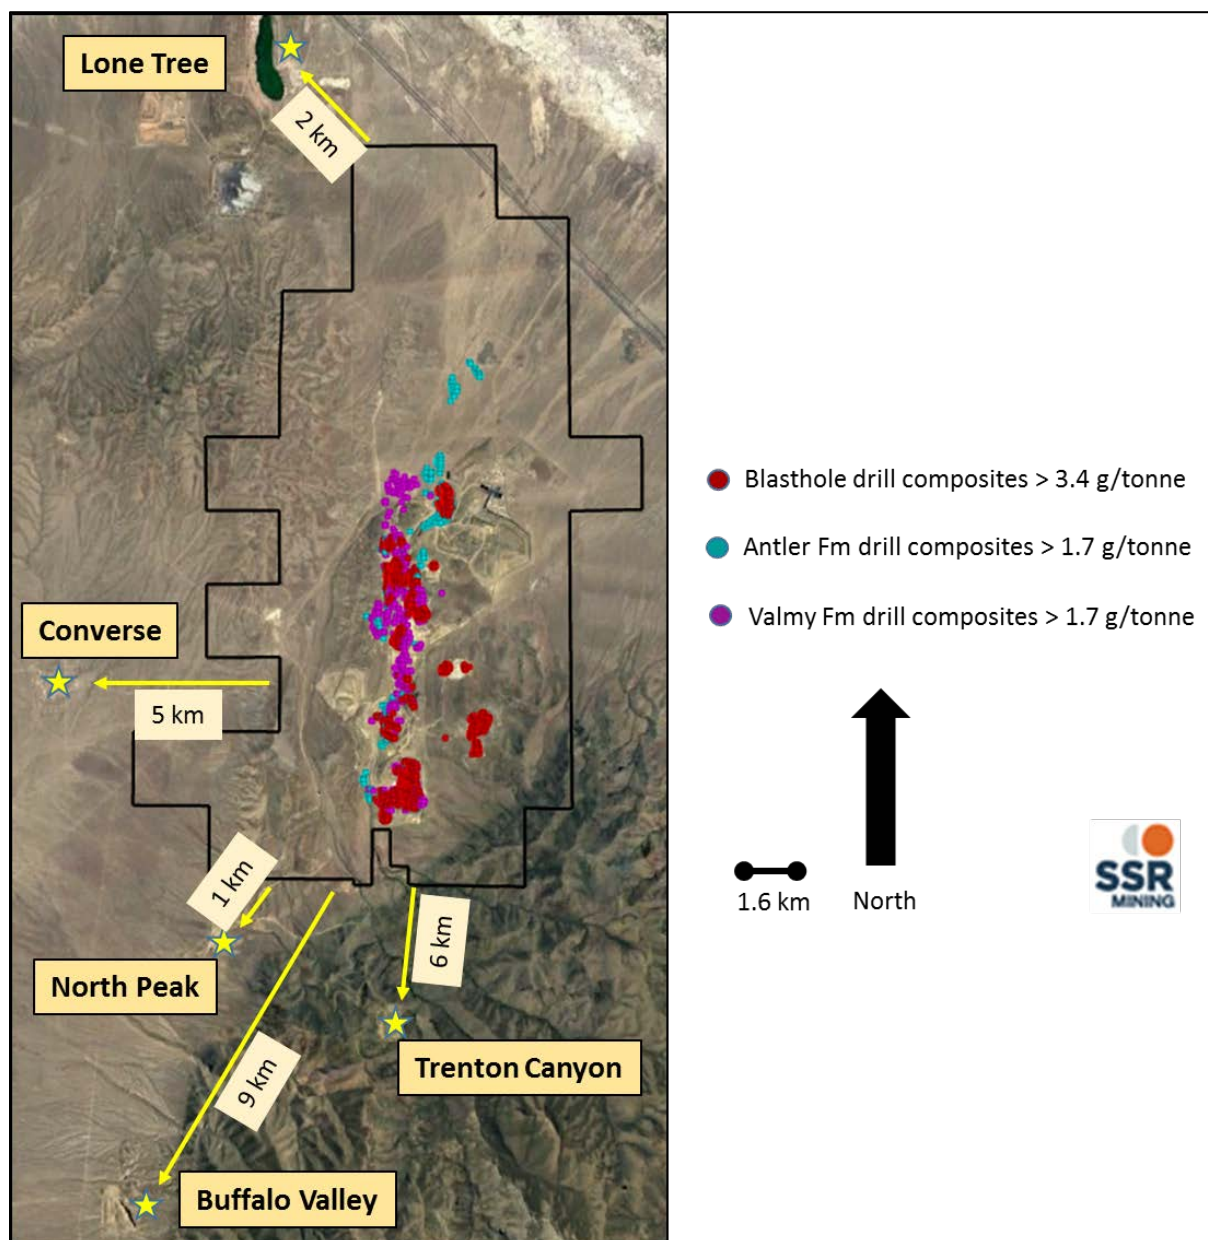 Lone Tree
2 km
Blasthole drill composites > 3.4 g/tonne
Antler Fm drill composites > 1.7 g/tonne
Valmy Fm drill composites > 1.7 g/tonne
Converse
5 km
1 km
6 km
North Peak
9 km
Trenton Canyon
Buffalo Valley
1.6 km
North
SSR
MINING